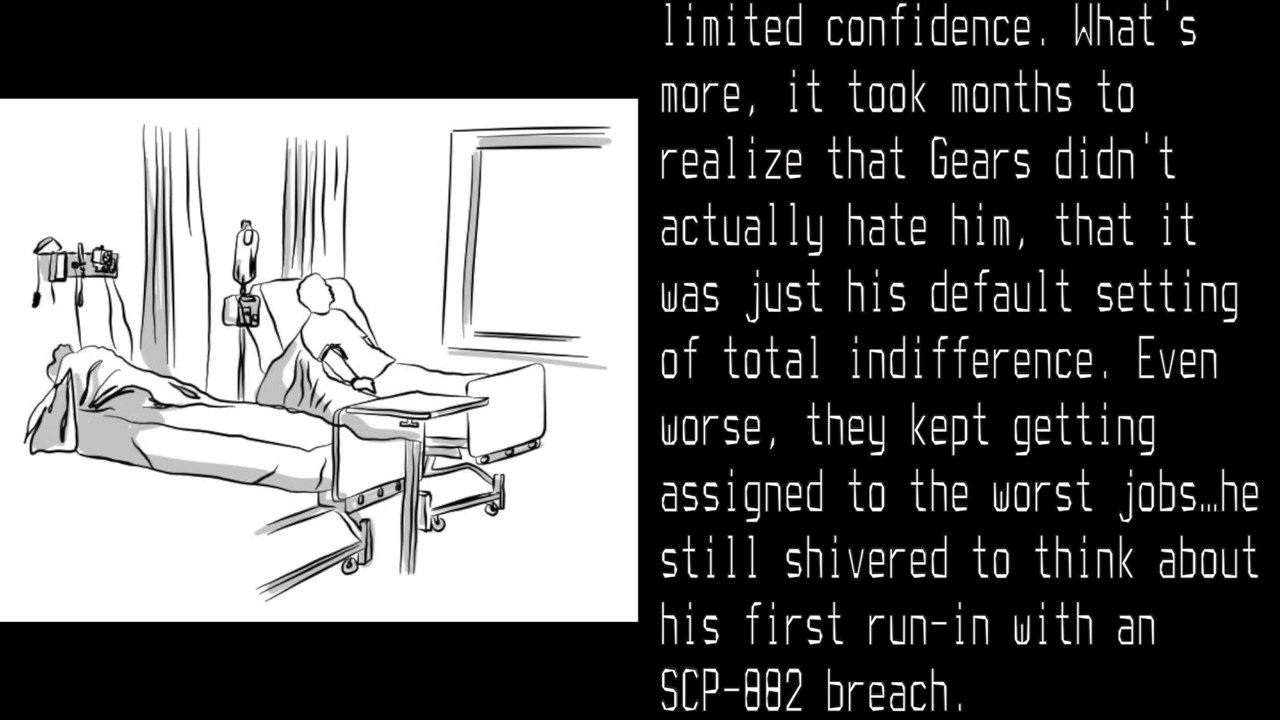 limited confidence. What's
more, it took months to
realize that Gears didn't
actually hate him, that it
was just his default setting
of total indifference. Even
worse, they kept getting
assigned to the worst jobs…he
still shivered to think about
his first run-in with an
SCP-882 breach.